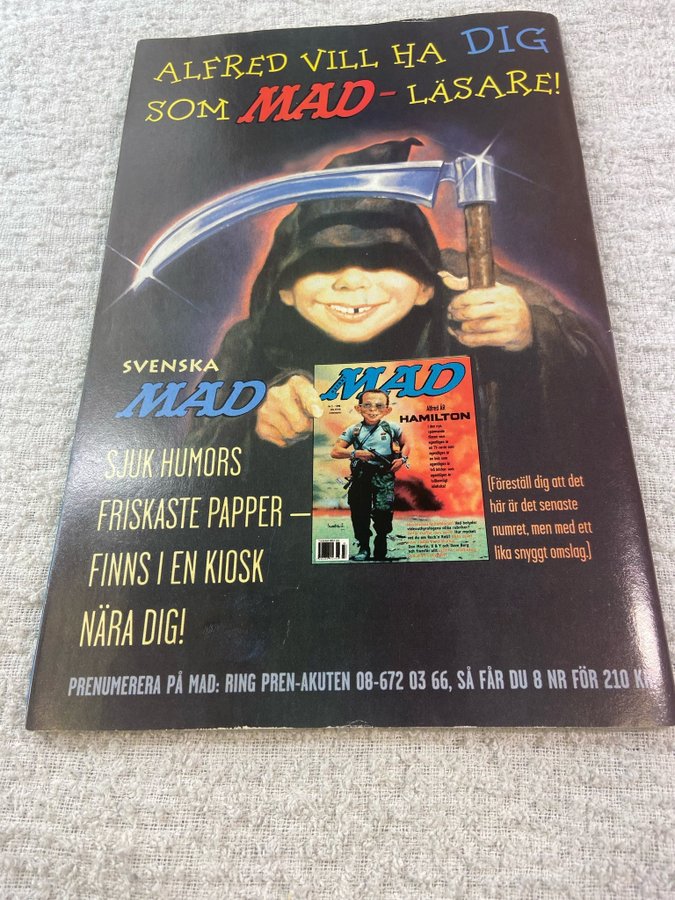 ALFRED VILL HA DIG
SOM MAD-LÄSARE!
SVENSKA
MAD
SJUK HUMORS
FRISKASTE PAPPER –
FINNS I EN KIOSK
NÄRA DIG!
MAD
Alfred är
HAMILTON
(Föreställ dig att det
här är det senaste
numret, men med ett
lika snyggt omslag.)
PRENUMERERA PÅ MAD: RING PREN-AKUTEN 08-672 03 66, SÅ FÅR DU 8 NR FÖR 210 KR